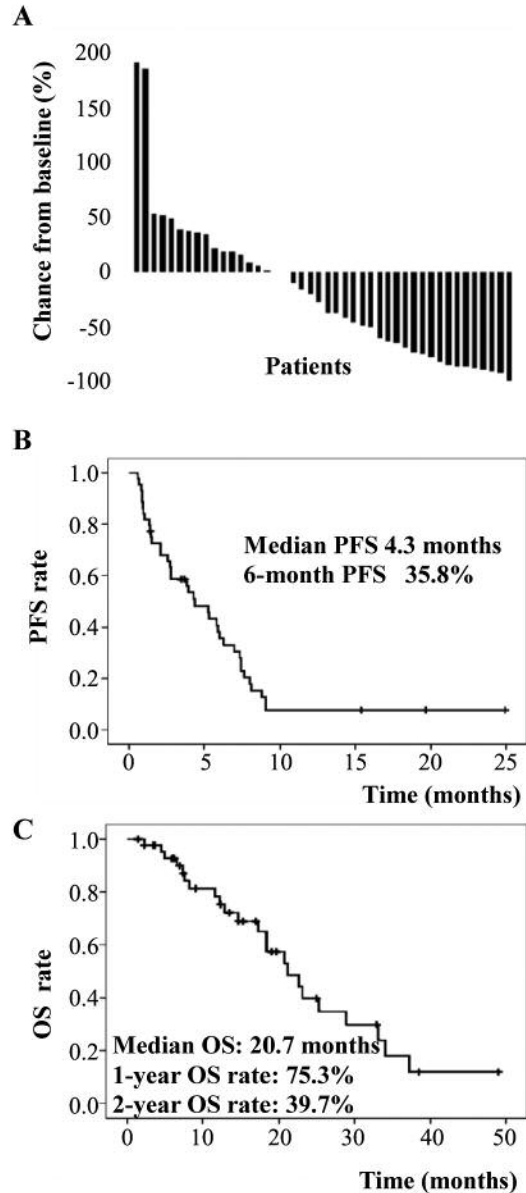 A
Chance from baseline (%)
200
150
100
50
0
-50
-100
Patients
B
PFS rate
1.0
0.8
0.6
0.4
0.2
0.0
Median PFS 4.3 months
6-month PFS 35.8%
0 5 10 15 20 25
Time (months)
C
OS rate
1.0
0.8
0.6
0.4
0.2
0.0
Median OS: 20.7 months
1-year OS rate: 75.3%
2-year OS rate: 39.7%
0 10 20 30 40 50
Time (months)